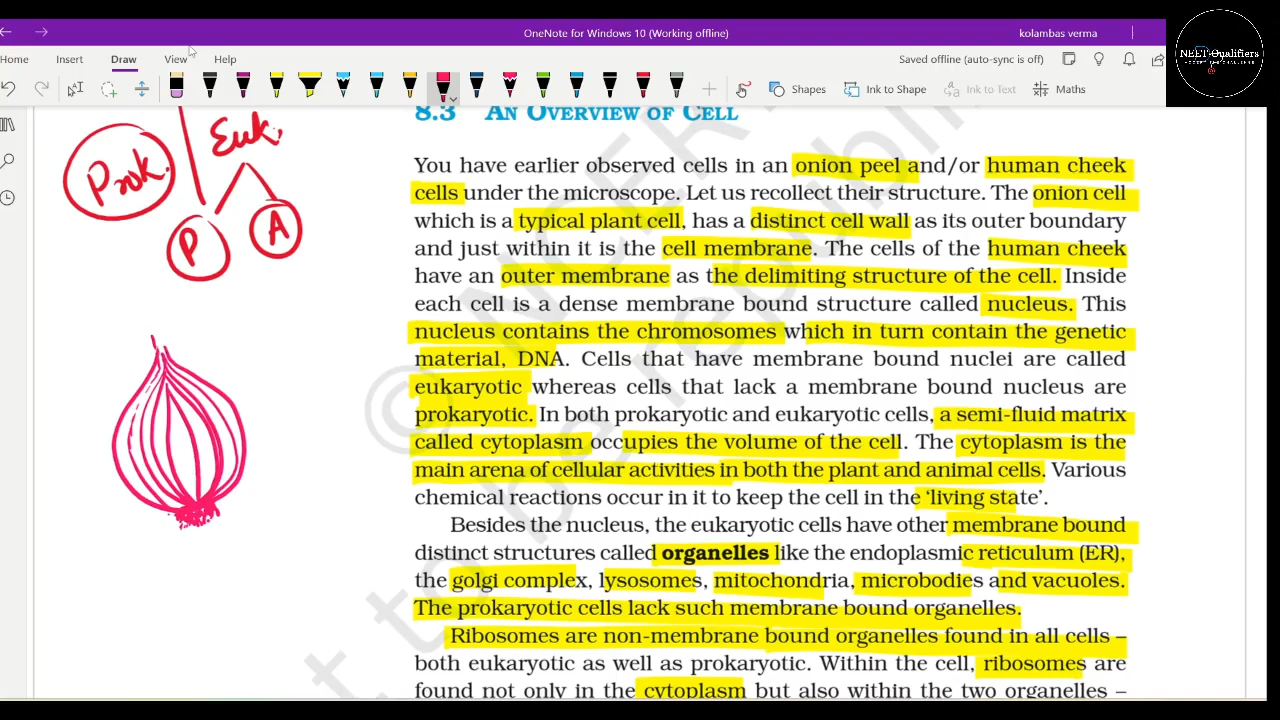 OneNote for Windows 10 (Working offline)
kolambas verma
NEET Qualifiers
Home Insert Draw View Help
Saved offline (auto-sync is off)
Shapes Ink to Shape Ink to Text Maths
8.3 AN OVERVIEW OF CELL
Prok. Euk.
P A
You have earlier observed cells in an onion peel and/or human cheek
cells under the microscope. Let us recollect their structure. The onion cell
which is a typical plant cell, has a distinct cell wall as its outer boundary
and just within it is the cell membrane. The cells of the human cheek
have an outer membrane as the delimiting structure of the cell. Inside
each cell is a dense membrane bound structure called nucleus. This
nucleus contains the chromosomes which in turn contain the genetic
material, DNA. Cells that have membrane bound nuclei are called
eukaryotic whereas cells that lack a membrane bound nucleus are
prokaryotic. In both prokaryotic and eukaryotic cells, a semi-fluid matrix
called cytoplasm occupies the volume of the cell. The cytoplasm is the
main arena of cellular activities in both the plant and animal cells. Various
chemical reactions occur in it to keep the cell in the ‘living state’.
Besides the nucleus, the eukaryotic cells have other membrane bound
distinct structures called organelles like the endoplasmic reticulum (ER),
the golgi complex, lysosomes, mitochondria, microbodies and vacuoles.
The prokaryotic cells lack such membrane bound organelles.
Ribosomes are non-membrane bound organelles found in all cells –
both eukaryotic as well as prokaryotic. Within the cell, ribosomes are
found not only in the cytoplasm but also within the two organelles –